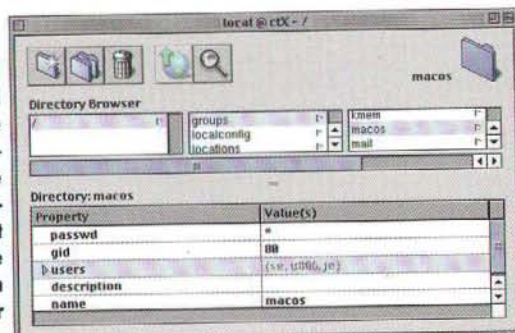 local @ ctX - /
macos
Directory Browser
/
groups
localconfig
locations
kmem
macos
mail
Directory: macos
Property Value(s)
passwd *
gid 80
users
description
name macos